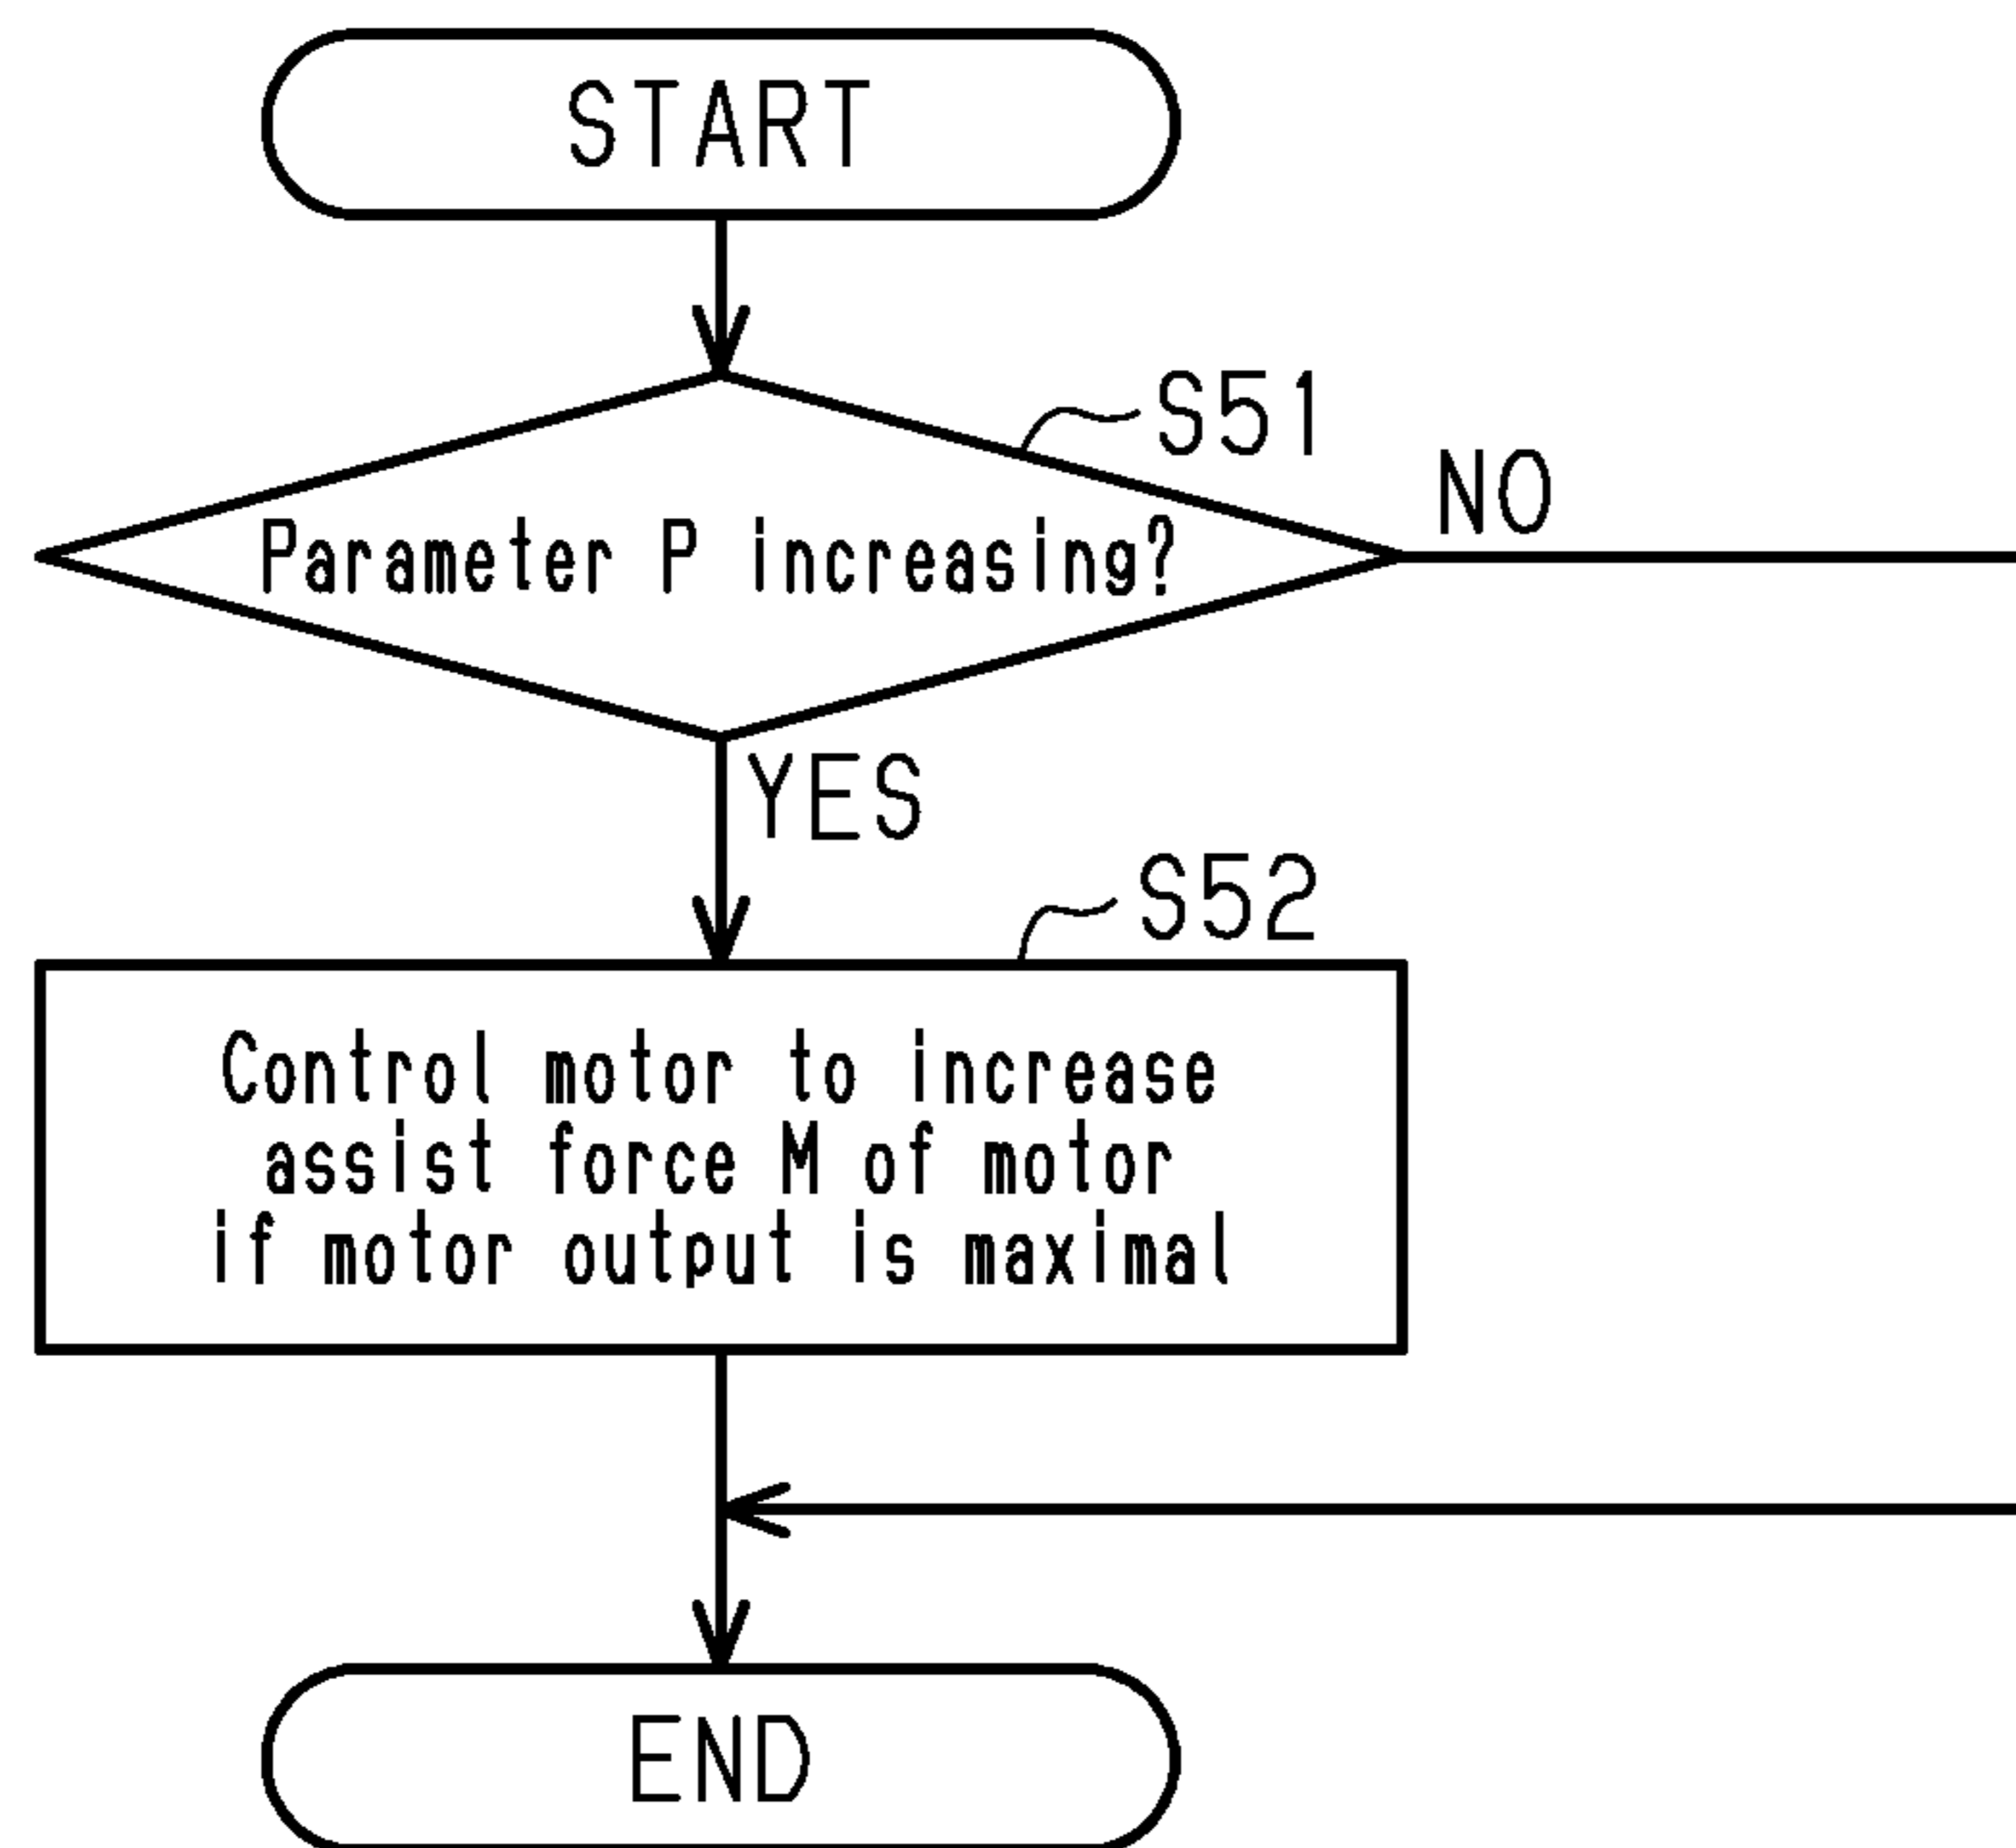 START
S51
NO
Parameter P increasing?
YES
S52
Control motor to increase
assist force M of motor
if motor output is maximal
END